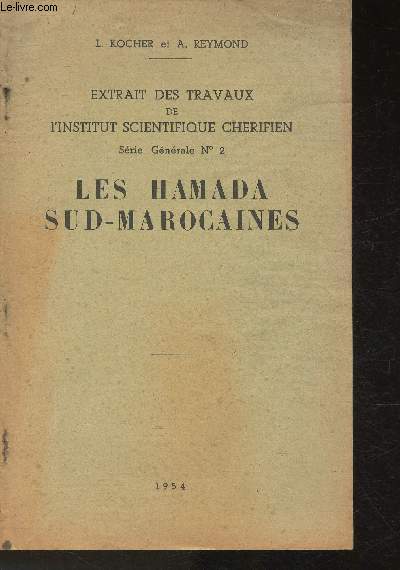 Le-livre.com
L. KOCHER et A. REYMOND
EXTRAIT DES TRAVAUX
DE
l'INSTITUT SCIENTIFIQUE CHERIFIEN
Série Générale N° 2
LES HAMADA
SUD-MAROCAINES
1954